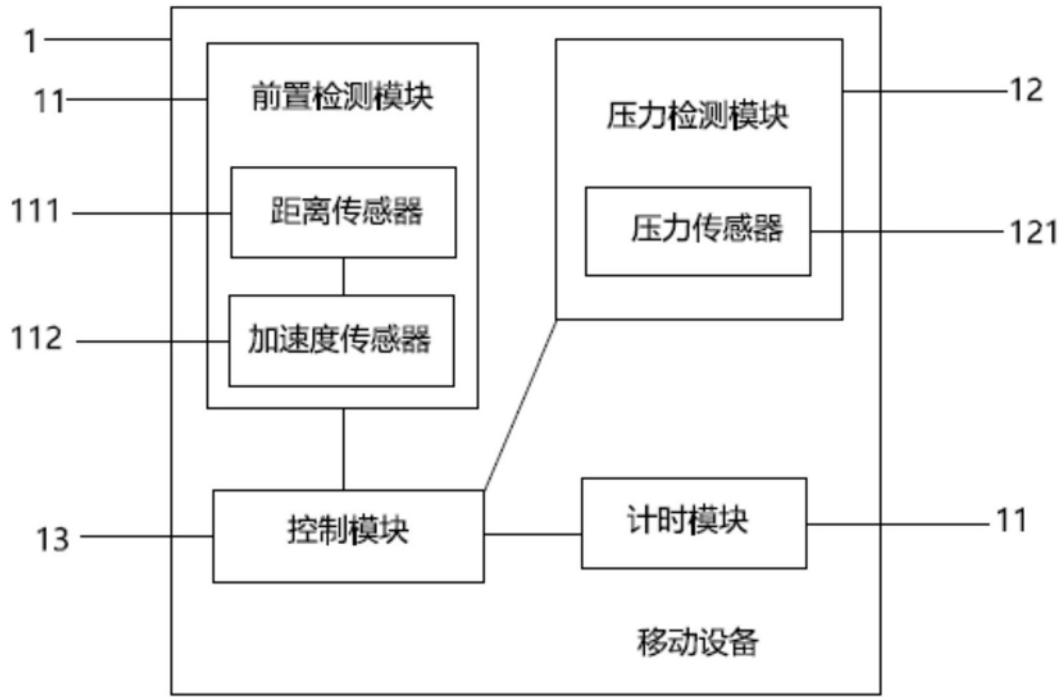 1
11
前置检测模块
12
压力检测模块
111
距离传感器
压力传感器
121
112
加速度传感器
13
控制模块
计时模块
11
移动设备